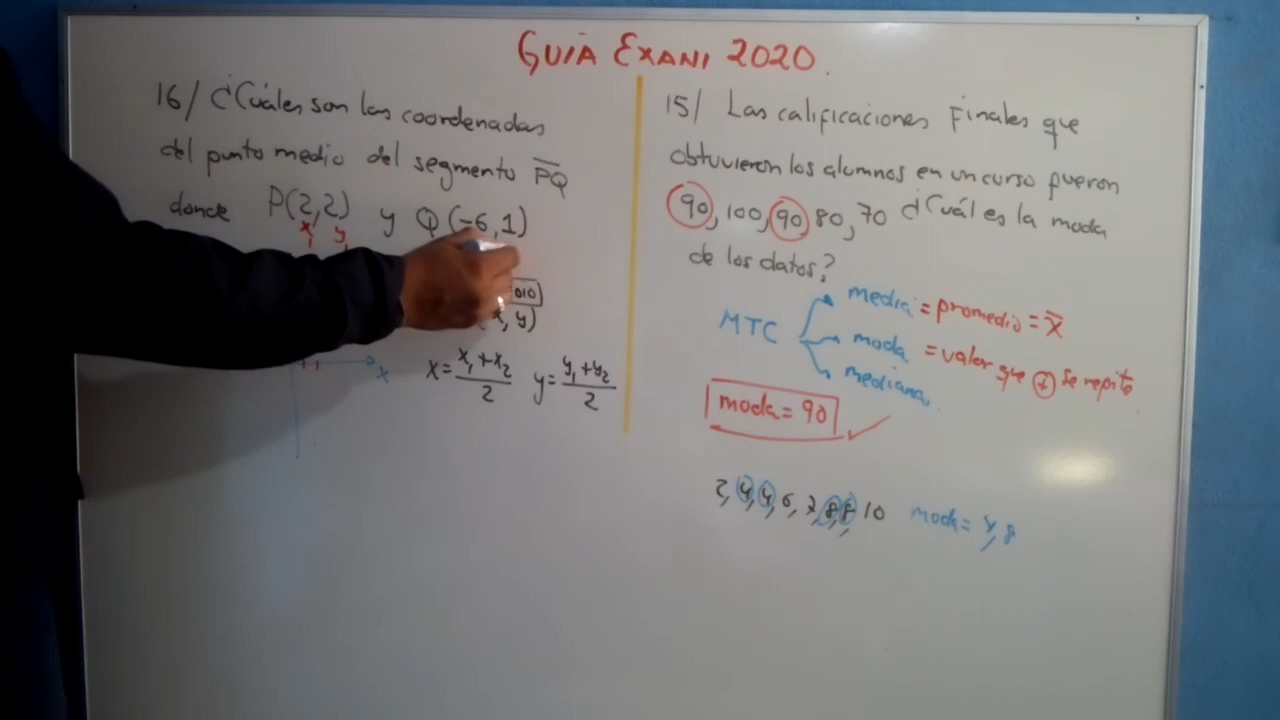 GUIA EXANI 2020.
16/ ¿Cuáles son las coordenadas
del punto medio del segmento PQ
donde P(2,2) y Q(-6,1)
x₁ y₁
x, y)
x
x = x₁+x₂ / 2 y = y₁+y₂ / 2
15/ Las calificaciones Finales que
obtuvieron los alumnos en un curso fueron
90, 100, 90, 80, 70 ¿Cuál es la moda
de los datos?
MTC
media = promedio = x̅
moda = valor que + se repite
mediana
moda = 90 ✓
2, 4, 4, 6, 7, 8, 8, 10 moda = 4, 8